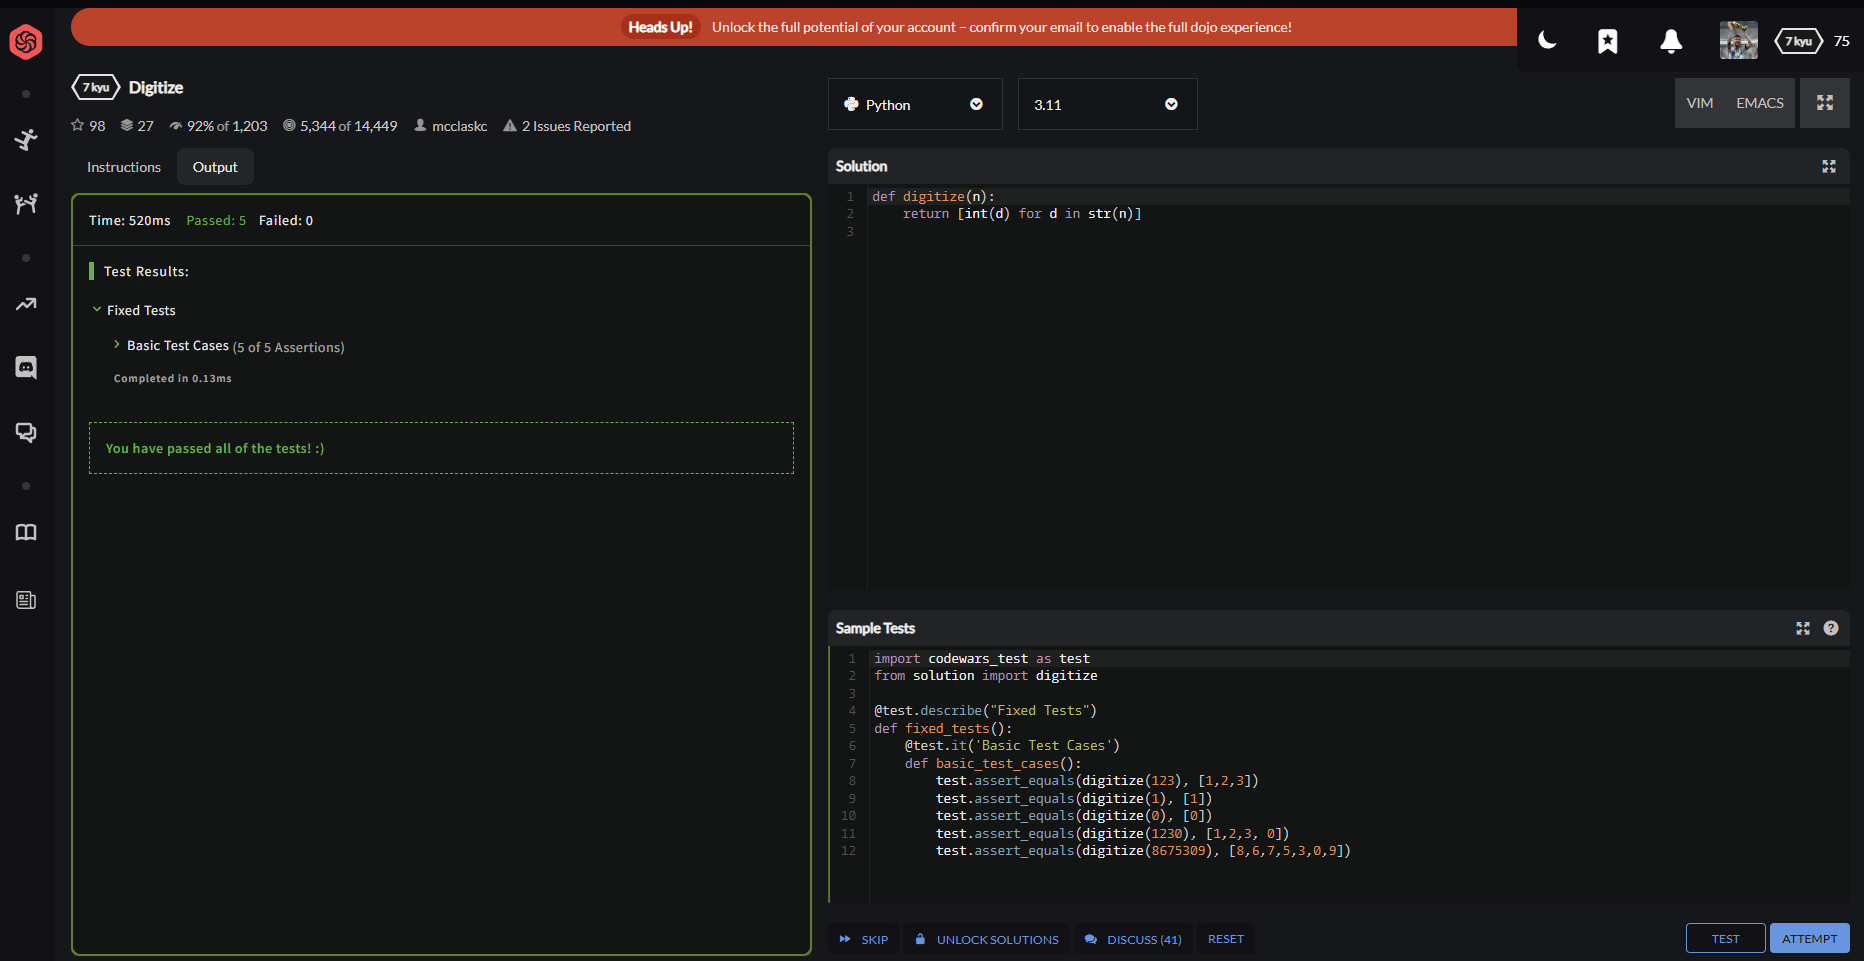 Heads Up! Unlock the full potential of your account – confirm your email to enable the full dojo experience!
7 kyu 75
7 kyu Digitize
98 27 92% of 1,203 5,344 of 14,449 mcclaskc 2 Issues Reported
Instructions Output
Time: 520ms Passed: 5 Failed: 0
Test Results:
Fixed Tests
Basic Test Cases (5 of 5 Assertions)
Completed in 0.13ms
You have passed all of the tests! :)
Python 3.11 VIM EMACS
Solution
1 def digitize(n):
2     return [int(d) for d in str(n)]
3
Sample Tests
?
1 import codewars_test as test
2 from solution import digitize
3
4 @test.describe("Fixed Tests")
5 def fixed_tests():
6     @test.it('Basic Test Cases')
7     def basic_test_cases():
8         test.assert_equals(digitize(123), [1,2,3])
9         test.assert_equals(digitize(1), [1])
10         test.assert_equals(digitize(0), [0])
11         test.assert_equals(digitize(1230), [1,2,3, 0])
12         test.assert_equals(digitize(8675309), [8,6,7,5,3,0,9])
SKIP UNLOCK SOLUTIONS DISCUSS (41) RESET TEST ATTEMPT